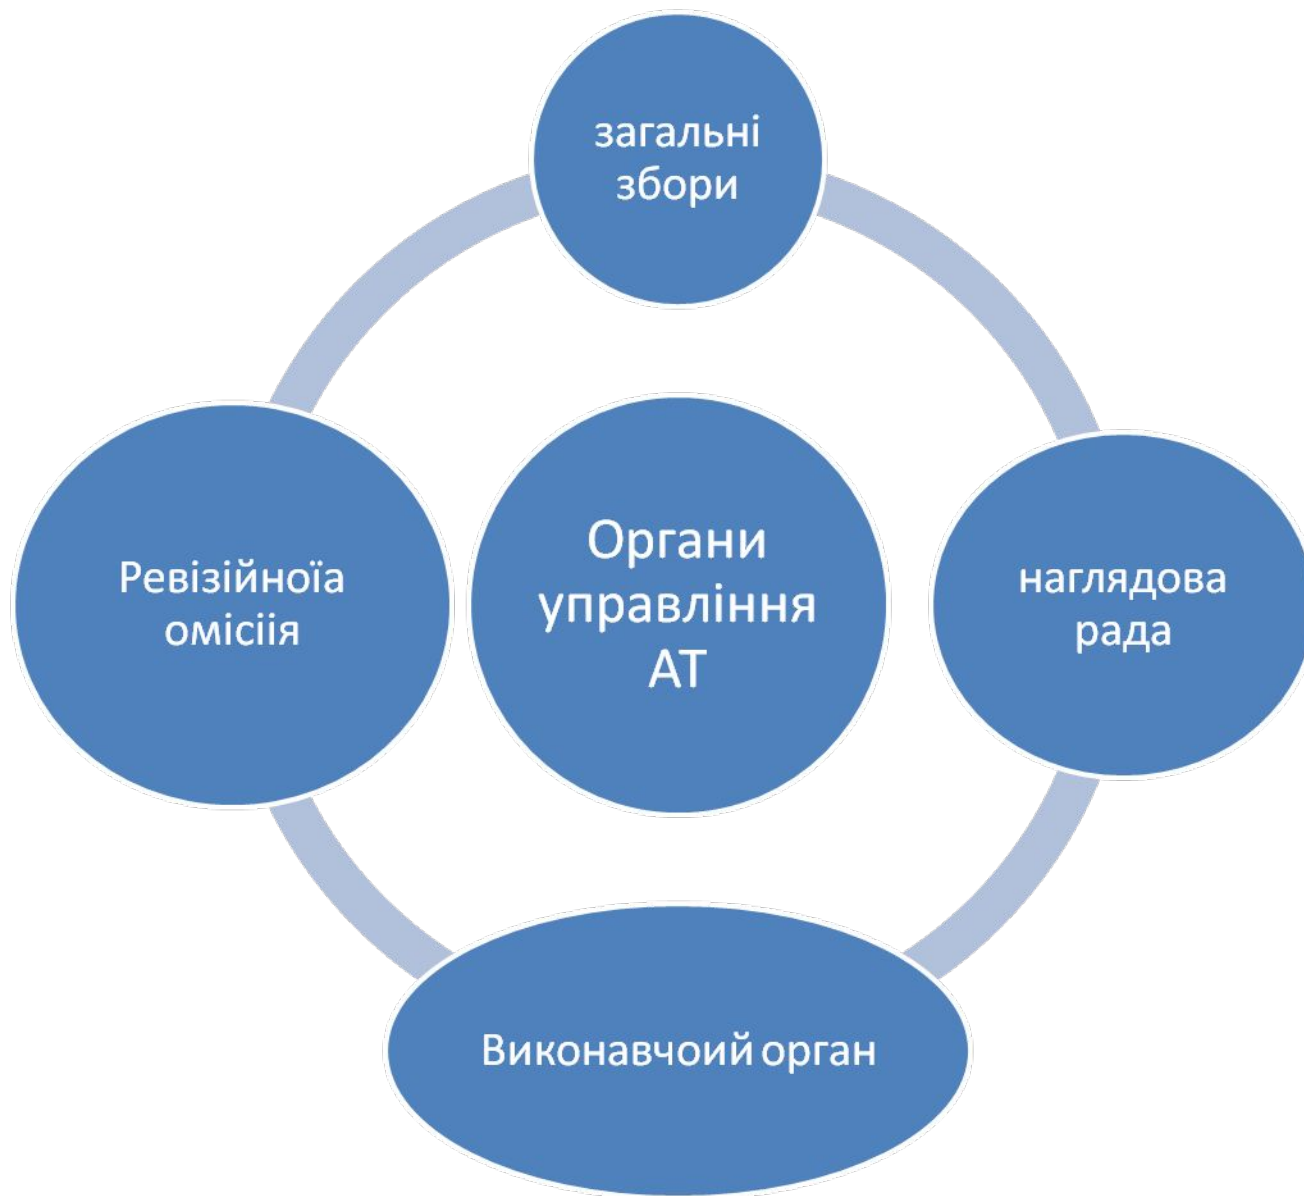 загальні
збори
Органи
управління
АТ
наглядова
рада
Виконавчоий орган
Ревізійноїа
омісіія